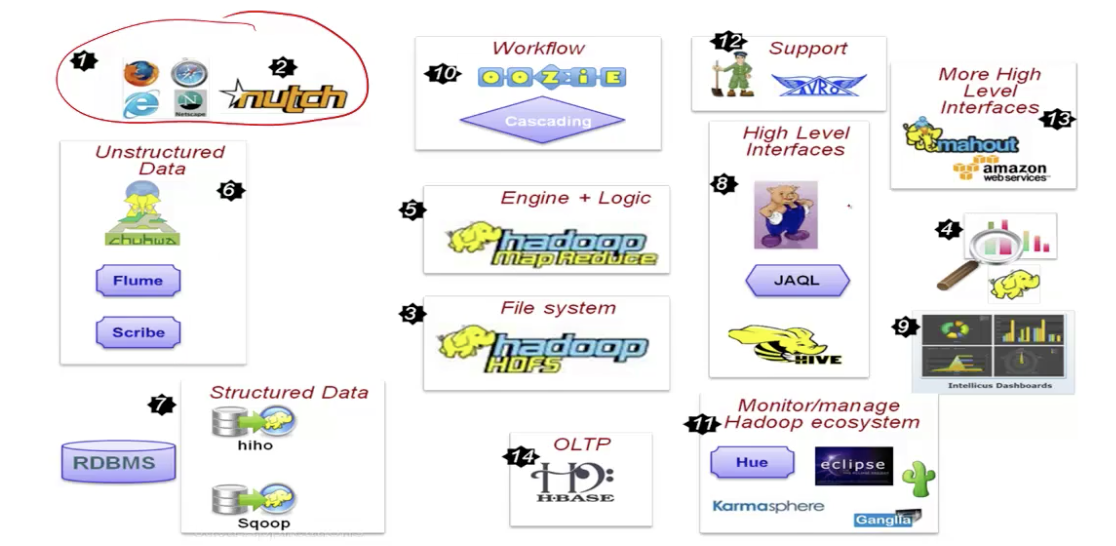 1
2
Netscape
nutch
Workflow
10
OOZIE
Cascading
12
Support
AVRO
More High
Level
Interfaces
13
mahout
amazon
web services™
Unstructured
Data
6
chukwa
Flume
Scribe
Engine + Logic
5
hadoop
Map Reduce
File system
3
hadoop
HDFS
High Level
Interfaces
8
JAQL
HIVE
4
9
Intellicus Dashboards
Structured Data
7
hiho
RDBMS
Sqoop
OLTP
14
H-BASE
Monitor/manage
11
Hadoop ecosystem
Hue
eclipse
Karmasphere
Ganglia